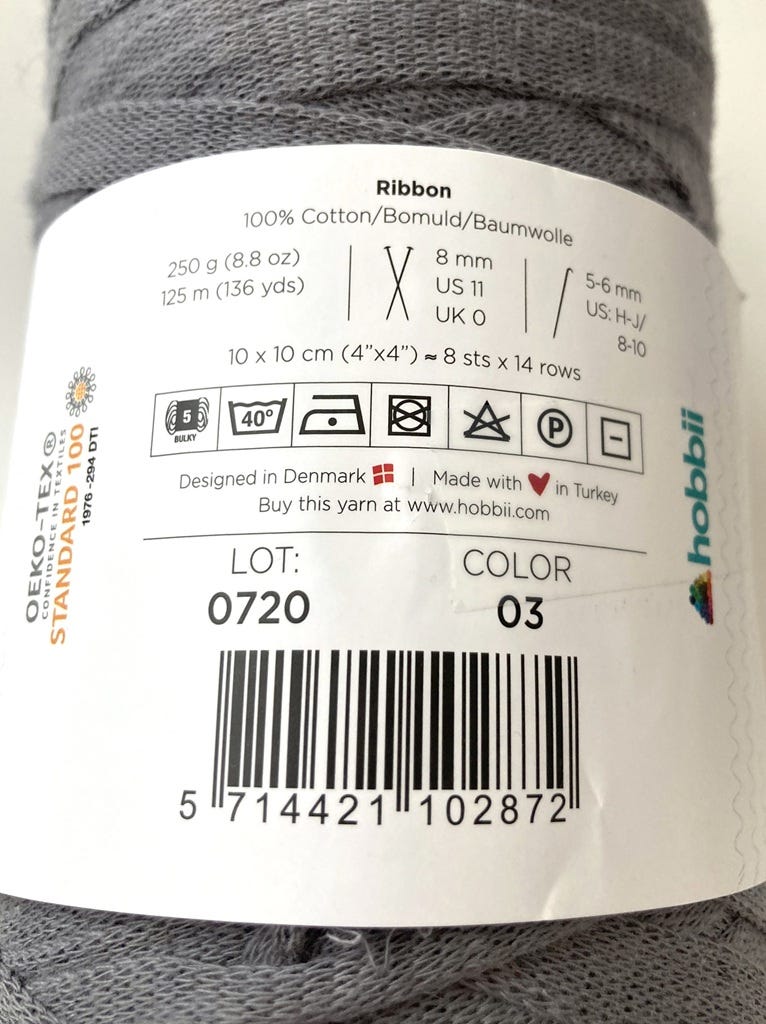 Ribbon
100% Cotton/Bomuld/Baumwolle
250 g (8.8 oz)
125 m (136 yds)
8 mm
US 11
UK 0
5-6 mm
US: H-J/
8-10
10 x 10 cm (4”x4”) ≈ 8 sts x 14 rows
5
BULKY
40°
P
Designed in Denmark | Made with in Turkey
Buy this yarn at www.hobbii.com
LOT:
0720
COLOR
03
5 714421 102872
OEKO-TEX®
CONFIDENCE IN TEXTILES
STANDARD 100
1976-294 DTI
hobbii